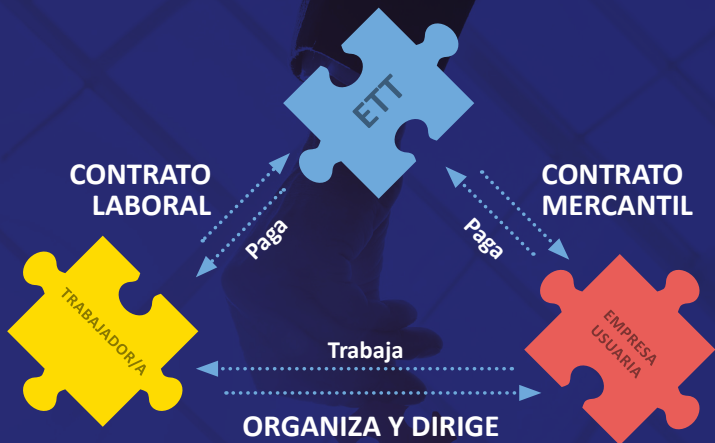 ETT
CONTRATO
LABORAL
CONTRATO
MERCANTIL
Paga
Paga
TRABAJADOR/A
EMPRESA
USUARIA
Trabaja
ORGANIZA Y DIRIGE